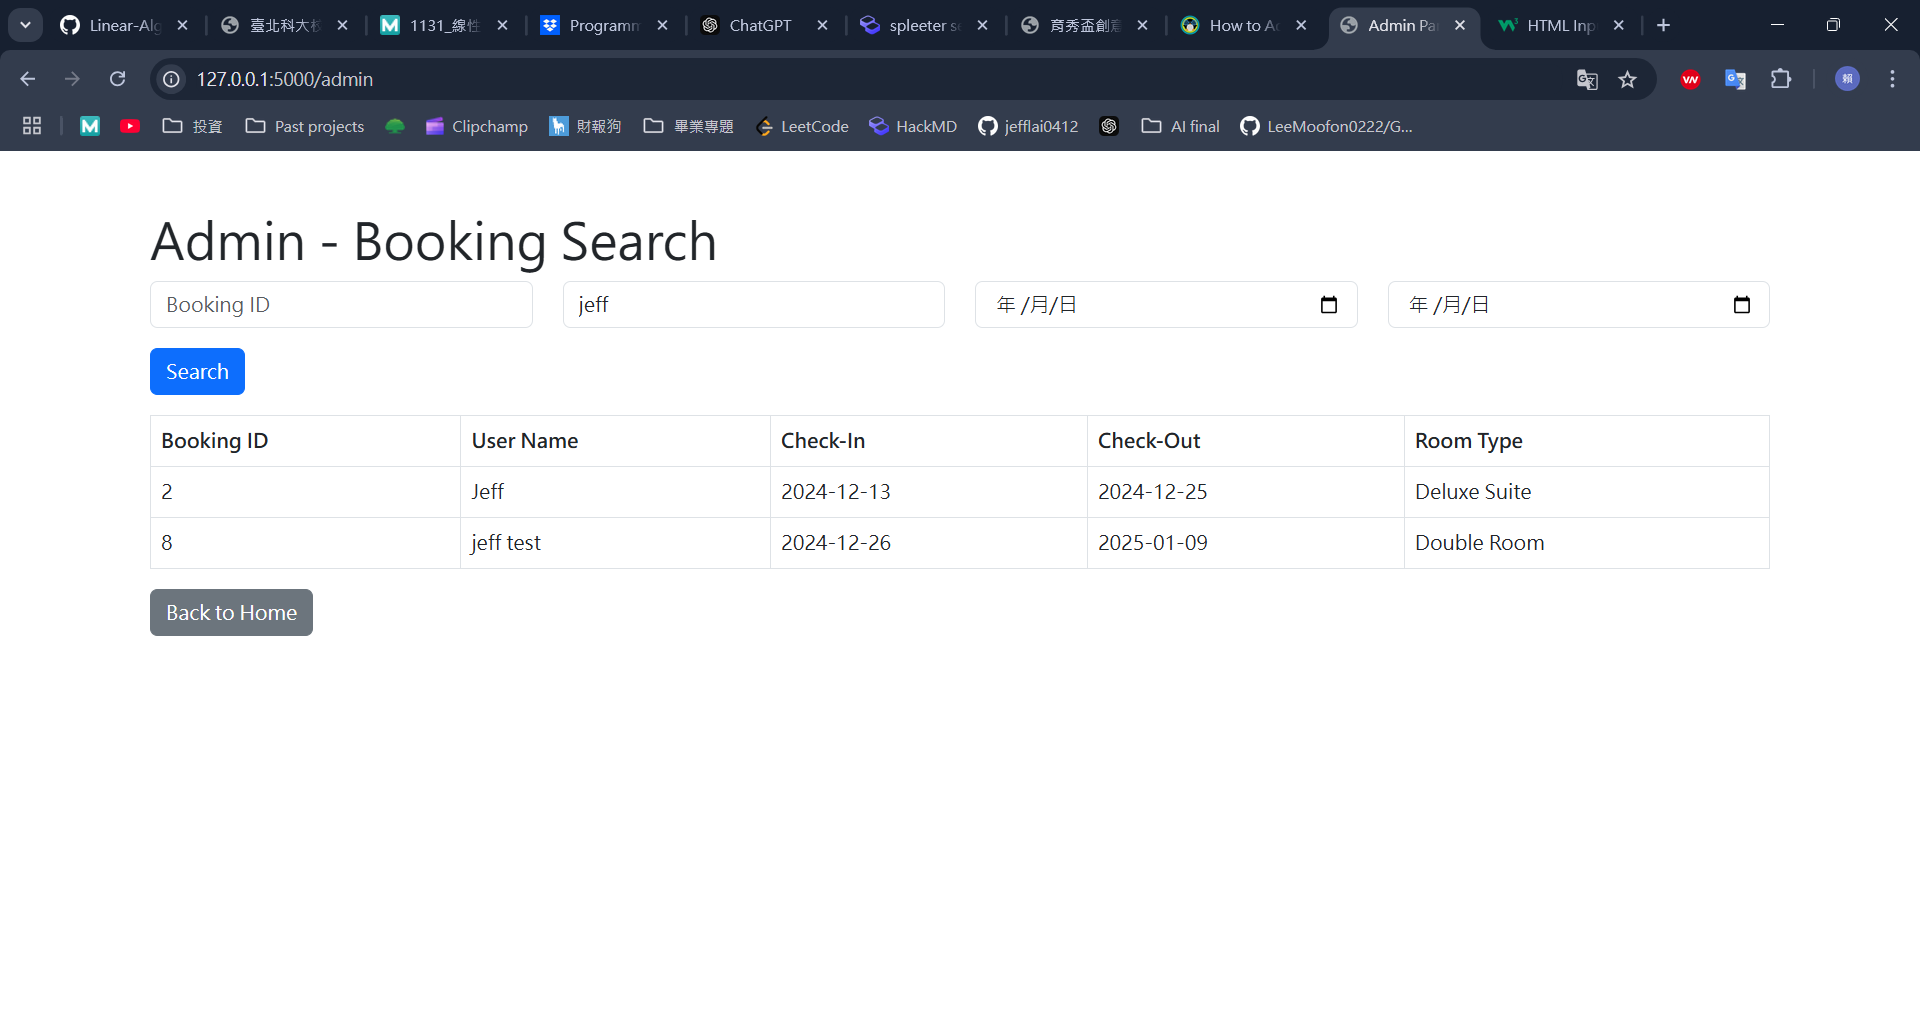 Linear-Alg
臺北科大校
1131_線性
Programm
ChatGPT
spleeter se
育秀盃創意
How to Ad
Admin Pa
HTML Inp
127.0.0.1:5000/admin
投資
Past projects
Clipchamp
財報狗
畢業專題
LeetCode
HackMD
jefflai0412
AI final
LeeMoofon0222/G...
賴
Admin - Booking Search
Booking ID
jeff
年 /月/日
年 /月/日
Search
Booking ID User Name Check-In Check-Out Room Type
2 Jeff 2024-12-13 2024-12-25 Deluxe Suite
8 jeff test 2024-12-26 2025-01-09 Double Room
Back to Home